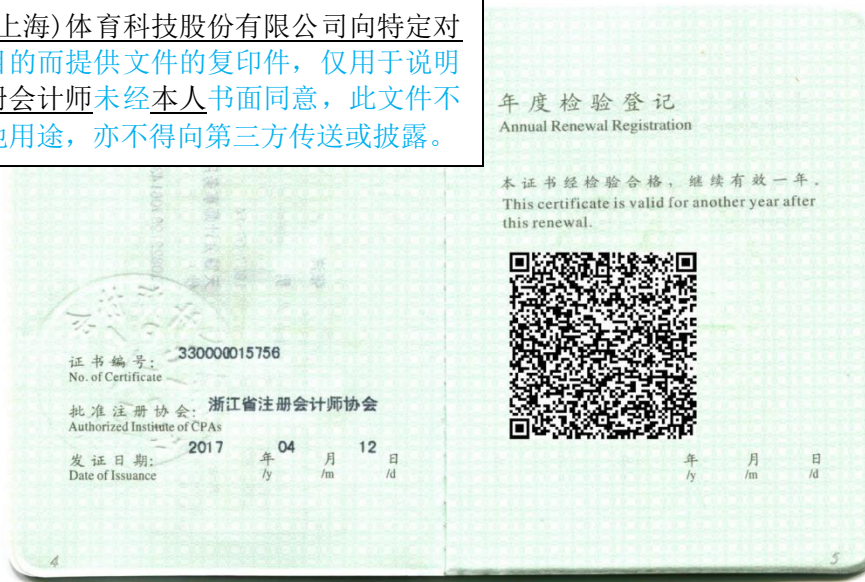 上海)体育科技股份有限公司向特定对
目的而提供文件的复印件，仅用于说明
册会计师未经本人书面同意，此文件不
他用途，亦不得向第三方传送或披露。
证书编号: 330000015756
No. of Certificate
批准注册协会: 浙江省注册会计师协会
Authorized Institute of CPAs
发证日期: 2017 年 04 月 12 日
Date of Issuance /y /m /d
4
年度检验登记
Annual Renewal Registration
本证书经检验合格，继续有效一年。
This certificate is valid for another year after
this renewal.
年 月 日
/y /m /d
5